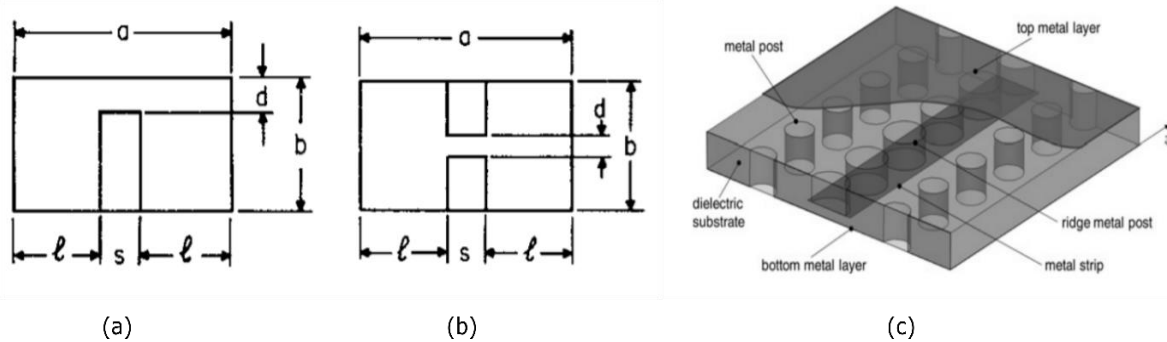 a
d
b
ℓ s ℓ
(a)
a
d
b
ℓ s ℓ
(b)
top metal layer
metal post
dielectric
substrate
ridge metal post
metal strip
bottom metal layer
(c)